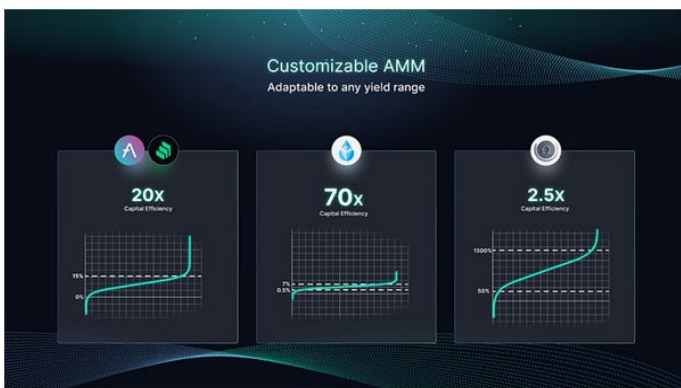 Customizable AMM
Adaptable to any yield range
20x
Capital Efficiency
15%
0%
70x
Capital Efficiency
7%
0.5%
2.5x
Capital Efficiency
1500%
50%